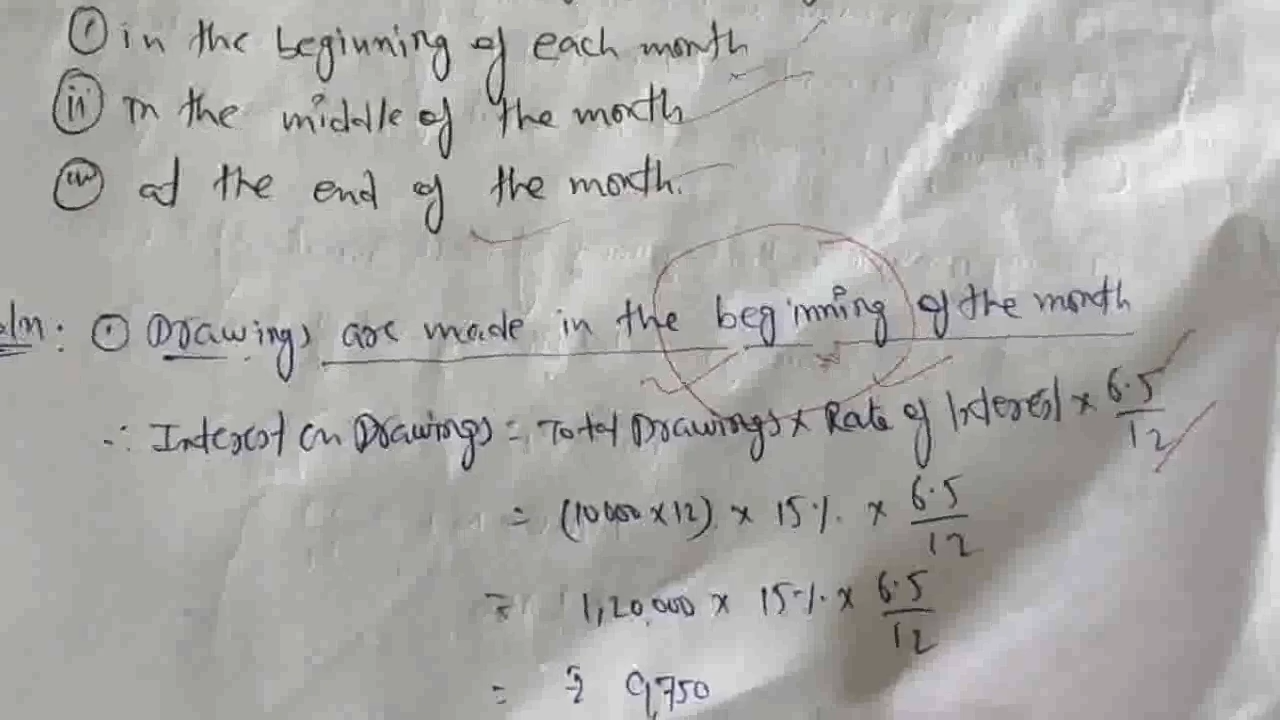 (i) in the beginning of each month
(ii) in the middle of the month
(iii) at the end of the month.
Soln: (i) Drawings are made in the beginning of the month
∴ Interest on Drawings = Total Drawings × Rate of Interest × 6.5/12
= (10000 × 12) × 15% × 6.5/12
= 1,20,000 × 15% × 6.5/12
= ₹ 9,750